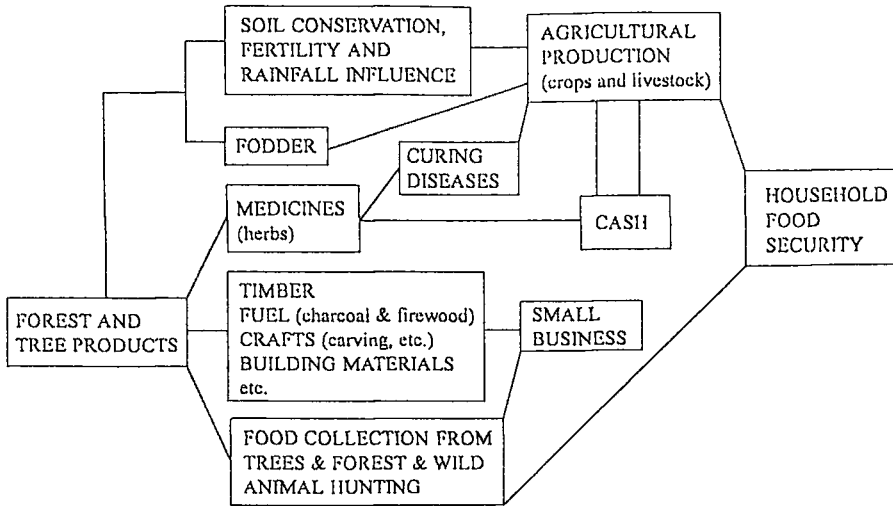 SOIL CONSERVATION,
FERTILITY AND
RAINFALL INFLUENCE
AGRICULTURAL
PRODUCTION
(crops and livestock)
FODDER
CURING
DISEASES
MEDICINES
(herbs)
CASH
HOUSEHOLD
FOOD
SECURITY
FOREST AND
TREE PRODUCTS
TIMBER
FUEL (charcoal & firewood)
CRAFTS (carving, etc.)
BUILDING MATERIALS
etc.
SMALL
BUSINESS
FOOD COLLECTION FROM
TREES & FOREST & WILD
ANIMAL HUNTING